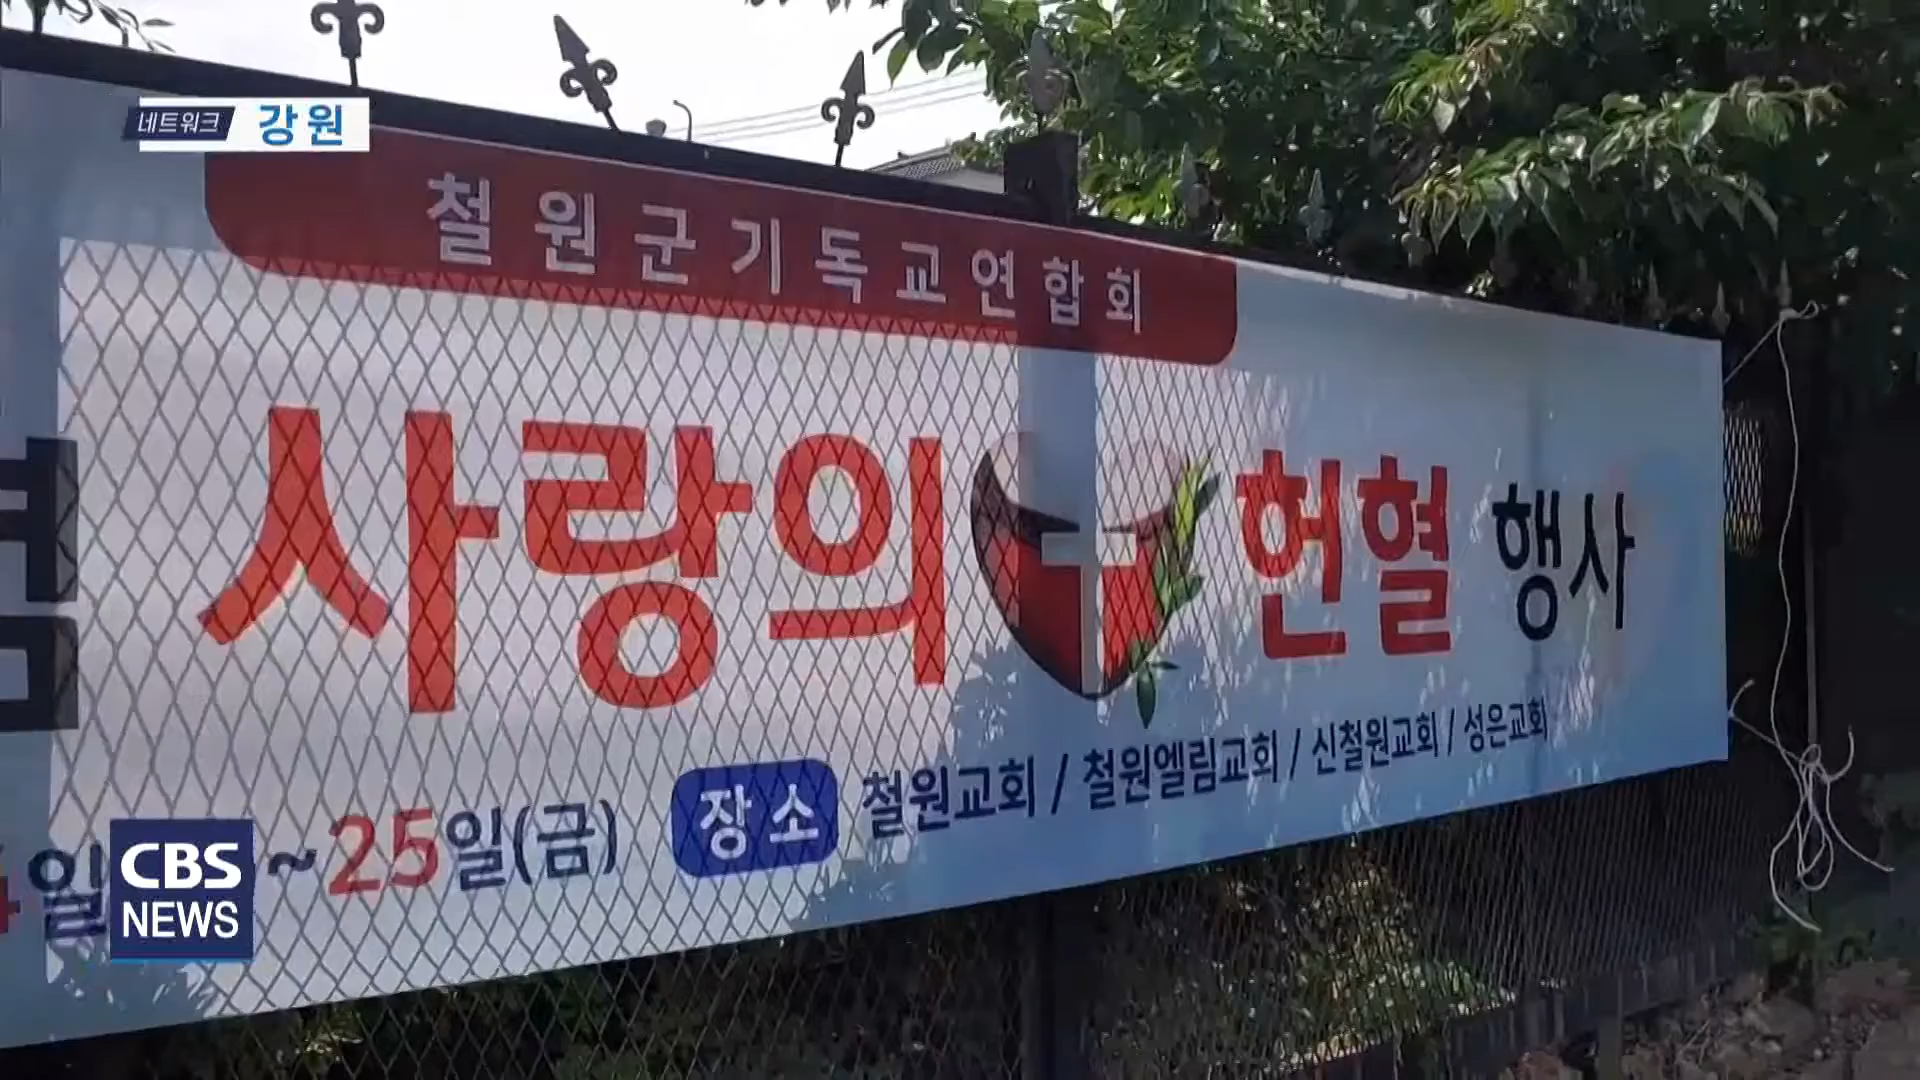 네트워크 강원
철원군기독교연합회
사랑의 헌혈 행사
일 ~25일(금) 장소 철원교회 / 철원엘림교회 / 신철원교회 / 성은교회
CBS
NEWS